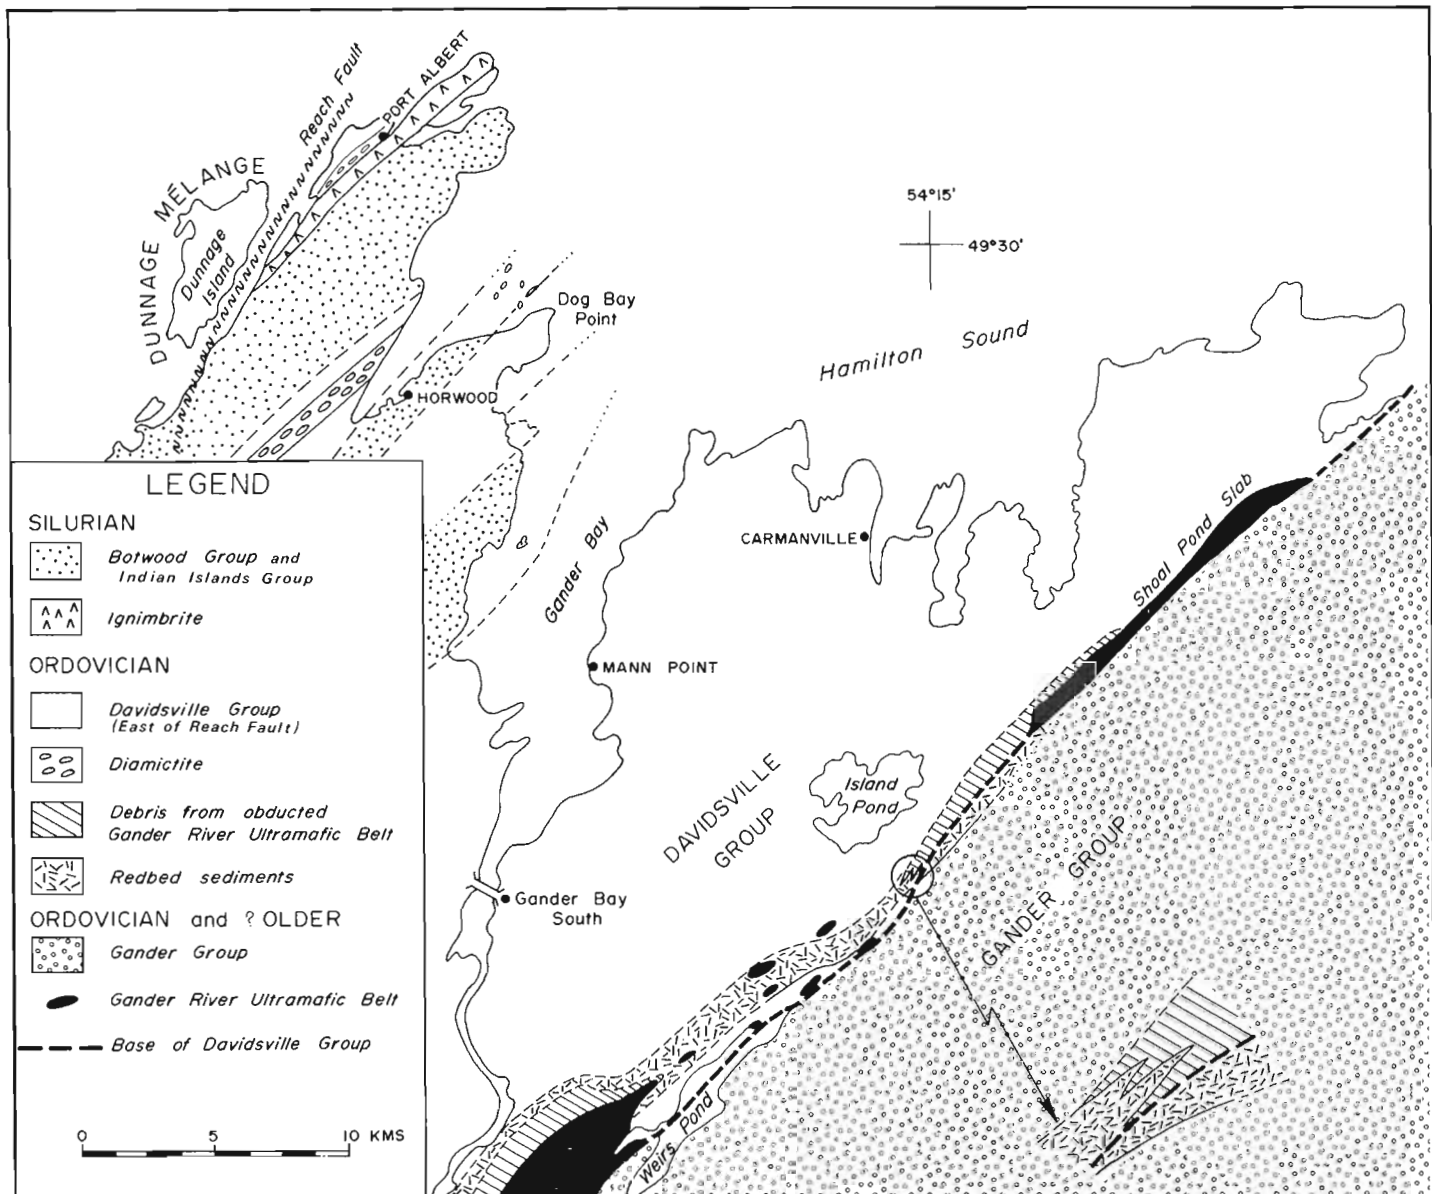 Reach Fault
PORT ALBERT
DUNNAGE MÉLANGE
Dunnage
Island
54°15'
49°30'
Dog Bay
Point
Hamilton Sound
HORWOOD
Gander Bay
CARMANVILLE
Shoal Pond Slab
MANN POINT
DAVIDSVILLE
GROUP
Island
Pond
GANDER GROUP
Gander Bay
South
Weirs Pond
LEGEND
SILURIAN
Botwood Group and
Indian Islands Group
Ignimbrite
ORDOVICIAN
Davidsville Group
(East of Reach Fault)
Diamictite
Debris from obducted
Gander River Ultramafic Belt
Redbed sediments
ORDOVICIAN and ? OLDER
Gander Group
Gander River Ultramafic Belt
Base of Davidsville Group
0 5 10 KMS